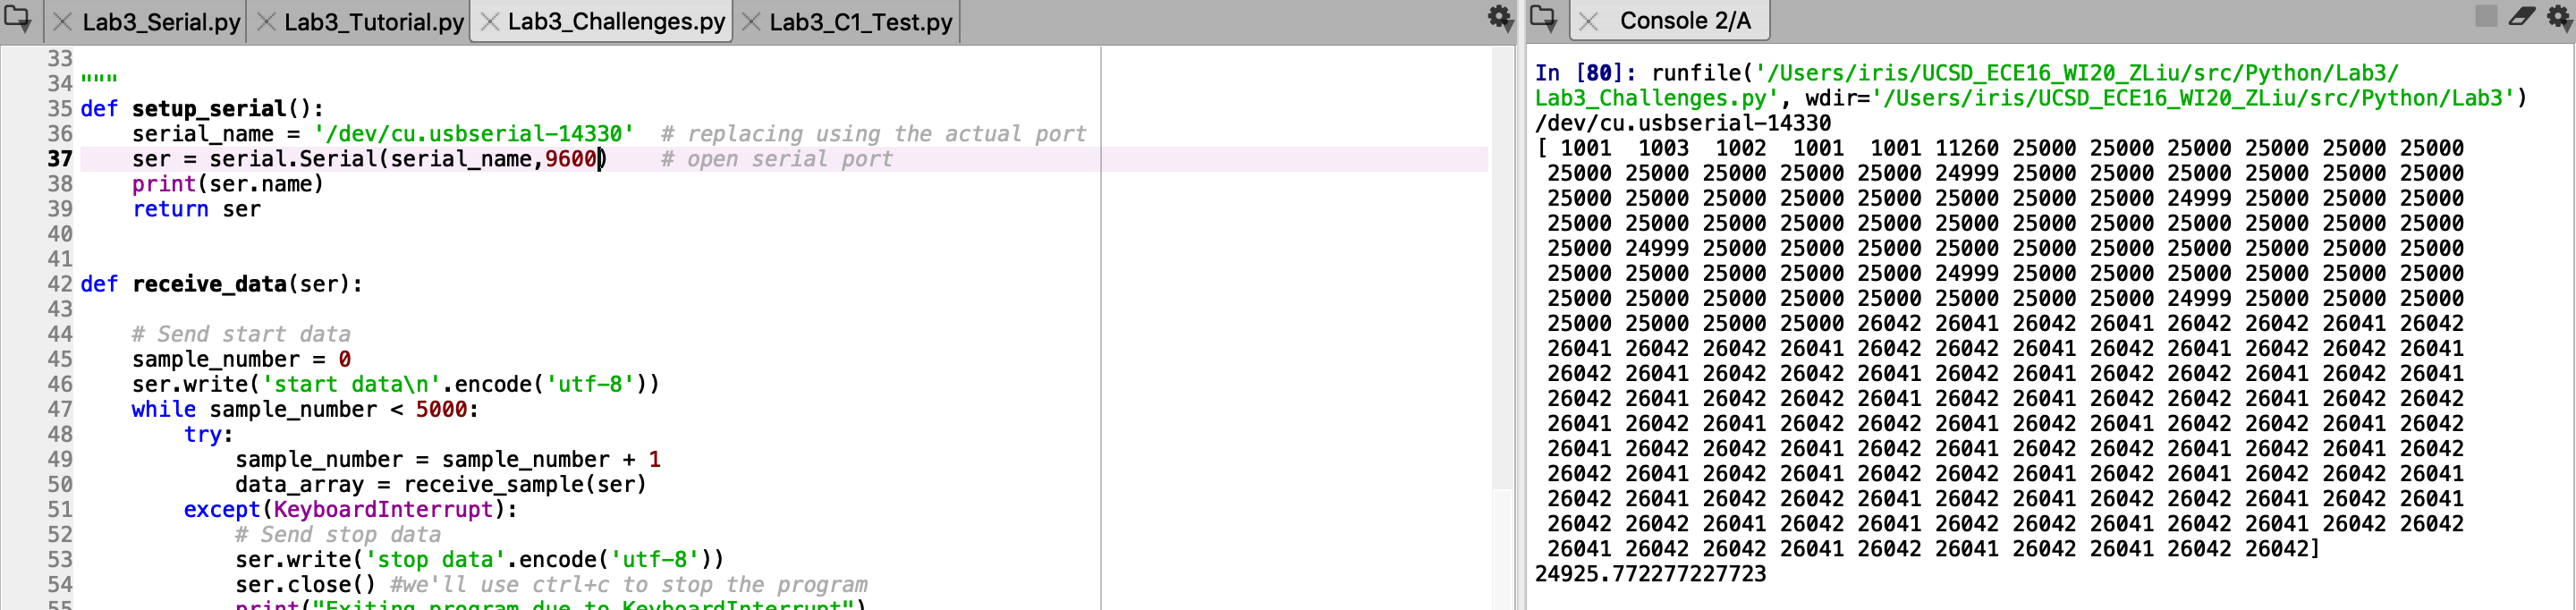 Lab3_Serial.py Lab3_Tutorial.py Lab3_Challenges.py Lab3_C1_Test.py
33
34 """
35 def setup_serial():
36     serial_name = '/dev/cu.usbserial-14330'  # replacing using the actual port
37     ser = serial.Serial(serial_name,9600)    # open serial port
38     print(ser.name)
39     return ser
40
41
42 def receive_data(ser):
43
44     # Send start data
45     sample_number = 0
46     ser.write('start data\n'.encode('utf-8'))
47     while sample_number < 5000:
48         try:
49             sample_number = sample_number + 1
50             data_array = receive_sample(ser)
51         except(KeyboardInterrupt):
52             # Send stop data
53             ser.write('stop data'.encode('utf-8'))
54             ser.close() #we'll use ctrl+c to stop the program
55             print("Exiting program due to KeyboardInterrupt")
Console 2/A
In [80]: runfile('/Users/iris/UCSD_ECE16_WI20_ZLiu/src/Python/Lab3/
Lab3_Challenges.py', wdir='/Users/iris/UCSD_ECE16_WI20_ZLiu/src/Python/Lab3')
/dev/cu.usbserial-14330
[ 1001  1003  1002  1001  1001 11260 25000 25000 25000 25000 25000 25000
 25000 25000 25000 25000 25000 24999 25000 25000 25000 25000 25000 25000
 25000 25000 25000 25000 25000 25000 25000 25000 24999 25000 25000 25000
 25000 25000 25000 25000 25000 25000 25000 25000 25000 25000 25000 25000
 25000 24999 25000 25000 25000 25000 25000 25000 25000 25000 25000 25000
 25000 25000 25000 25000 25000 24999 25000 25000 25000 25000 25000 25000
 25000 25000 25000 25000 25000 25000 25000 25000 24999 25000 25000 25000
 25000 25000 25000 25000 26042 26041 26042 26041 26042 26042 26041 26042
 26041 26042 26042 26041 26042 26042 26041 26042 26041 26042 26042 26041
 26042 26041 26042 26042 26041 26042 26041 26042 26042 26041 26042 26041
 26042 26042 26041 26042 26041 26042 26041 26042 26042 26041 26042 26042
 26041 26042 26041 26042 26042 26041 26042 26041 26042 26042 26041 26042
 26041 26042 26042 26041 26042 26041 26042 26042 26041 26042 26041 26042
 26042 26041 26042 26041 26042 26042 26041 26042 26041 26042 26042 26041
 26042 26041 26042 26042 26041 26042 26041 26042 26042 26041 26042 26041
 26042 26042 26041 26042 26041 26042 26042 26041 26042 26041 26042 26042
 26041 26042 26042 26041 26042 26041 26042 26041 26042 26042]
24925.772277227723